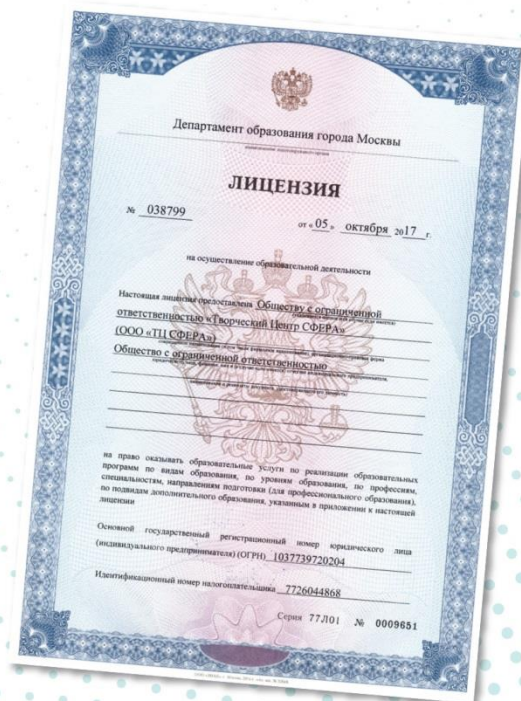 Департамент образования города Москвы
ЛИЦЕНЗИЯ
№ 038799
от « 05 » октября 2017 г.
на осуществление образовательной деятельности
Настоящая лицензия предоставлена Обществу с ограниченной
ответственностью «Творческий Центр СФЕРА»
(ООО «ТЦ СФЕРА»)
Общество с ограниченной ответственностью
на право оказывать образовательные услуги по реализации образовательных
программ по видам образования, по уровням образования, по профессиям,
специальностям, направлениям подготовки (для профессионального образования),
по подвидам дополнительного образования, указанным в приложении к настоящей
лицензии
Основной государственный регистрационный номер юридического лица
(индивидуального предпринимателя) (ОГРН) 1037739720204
Идентификационный номер налогоплательщика 7726044868
Серия 77Л01 № 0009651